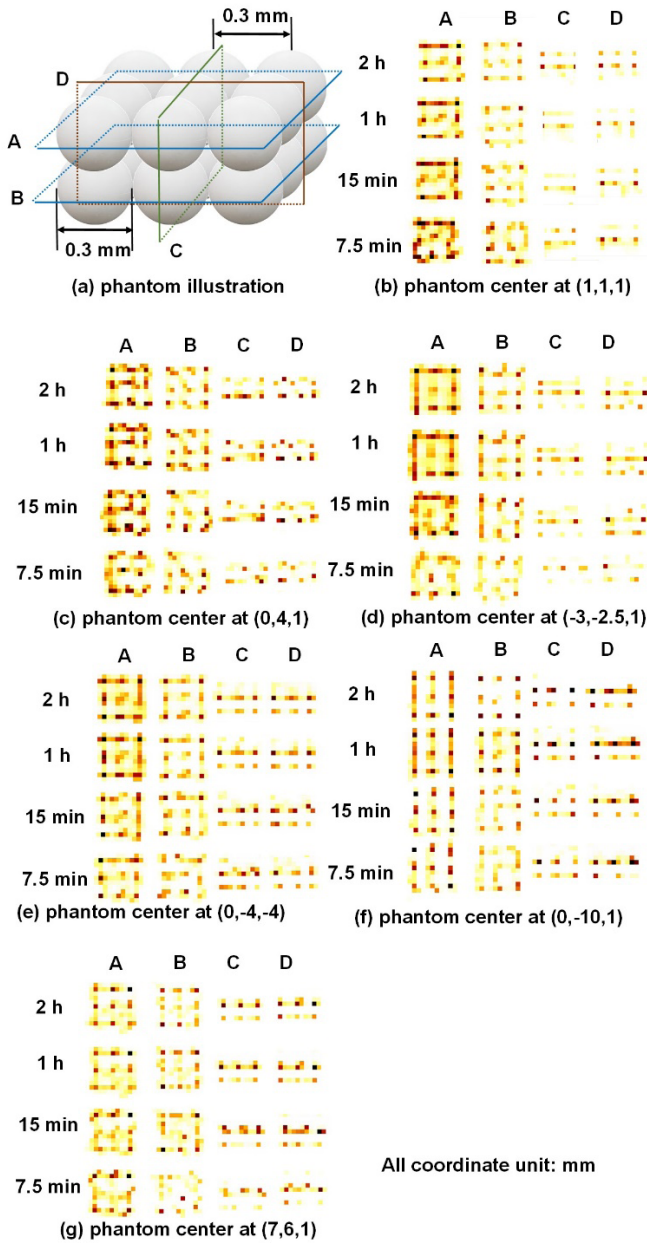 0.3 mm
D
A
B
0.3 mm
C
(a) phantom illustration
A B C D
2 h
1 h
15 min
7.5 min
(b) phantom center at (1,1,1)
A B C D
2 h
1 h
15 min
7.5 min
(c) phantom center at (0,4,1)
A B C D
2 h
1 h
15 min
7.5 min
(d) phantom center at (-3,-2.5,1)
A B C D
2 h
1 h
15 min
7.5 min
(e) phantom center at (0,-4,-4)
A B C D
2 h
1 h
15 min
7.5 min
(f) phantom center at (0,-10,1)
A B C D
2 h
1 h
15 min
7.5 min
(g) phantom center at (7,6,1)
All coordinate unit: mm